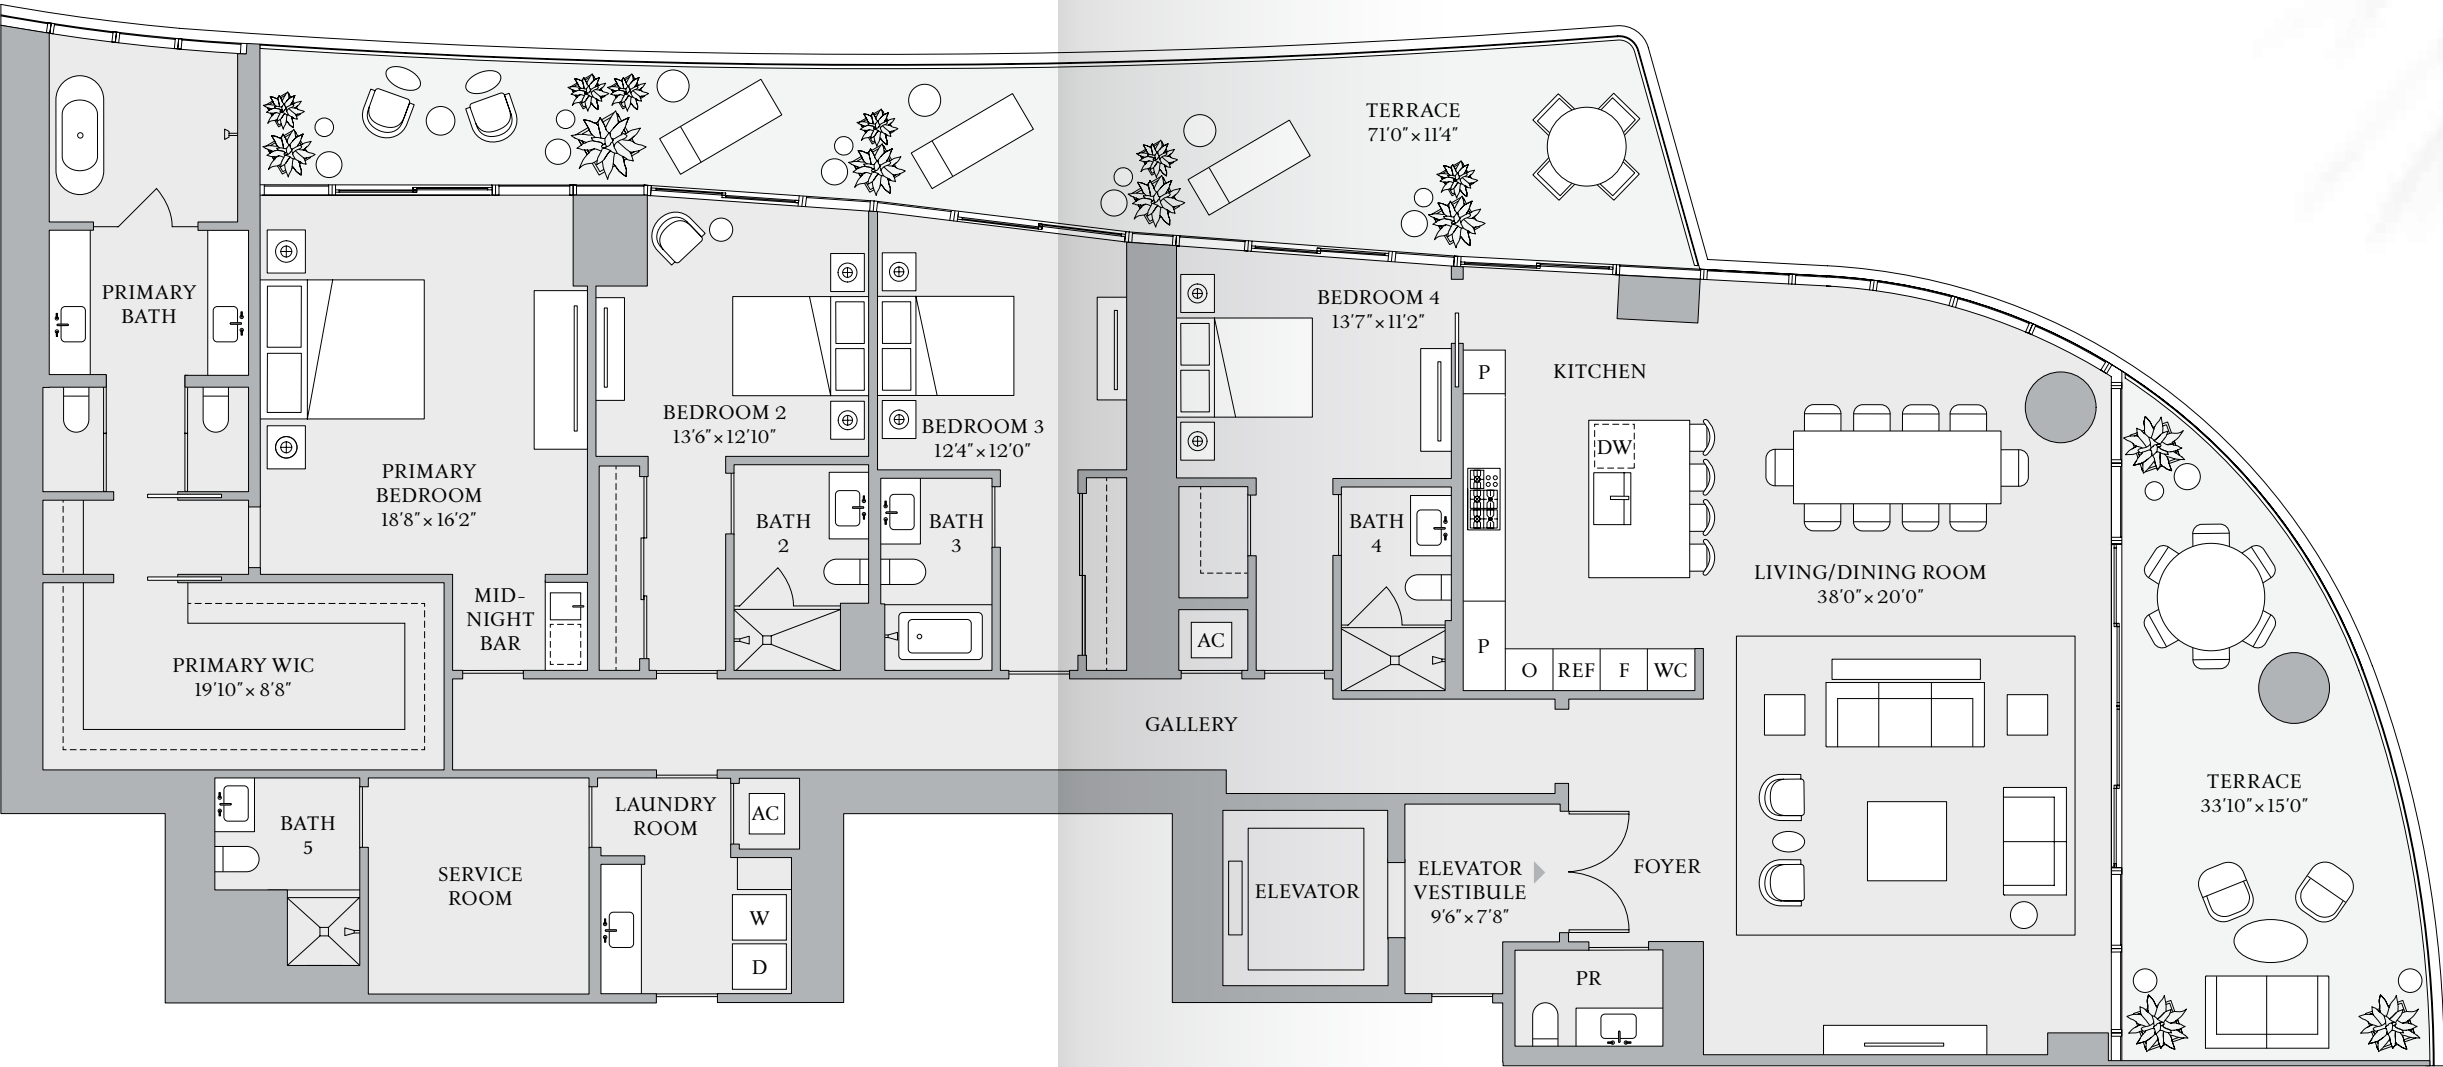 TERRACE
71'0" × 11'4"
PRIMARY
BATH
PRIMARY
BEDROOM
18'8" × 16'2"
BEDROOM 2
13'6" × 12'10"
BEDROOM 3
12'4" × 12'0"
BEDROOM 4
13'7" × 11'2"
P
KITCHEN
DW
BATH
2
BATH
3
BATH
4
LIVING/DINING ROOM
38'0" × 20'0"
MID-
NIGHT
BAR
AC
P
O
REF
F
WC
PRIMARY WIC
19'10" × 8'8"
GALLERY
TERRACE
33'10" × 15'0"
BATH
5
SERVICE
ROOM
LAUNDRY
ROOM
AC
W
D
ELEVATOR
ELEVATOR
VESTIBULE
9'6" × 7'8"
FOYER
PR